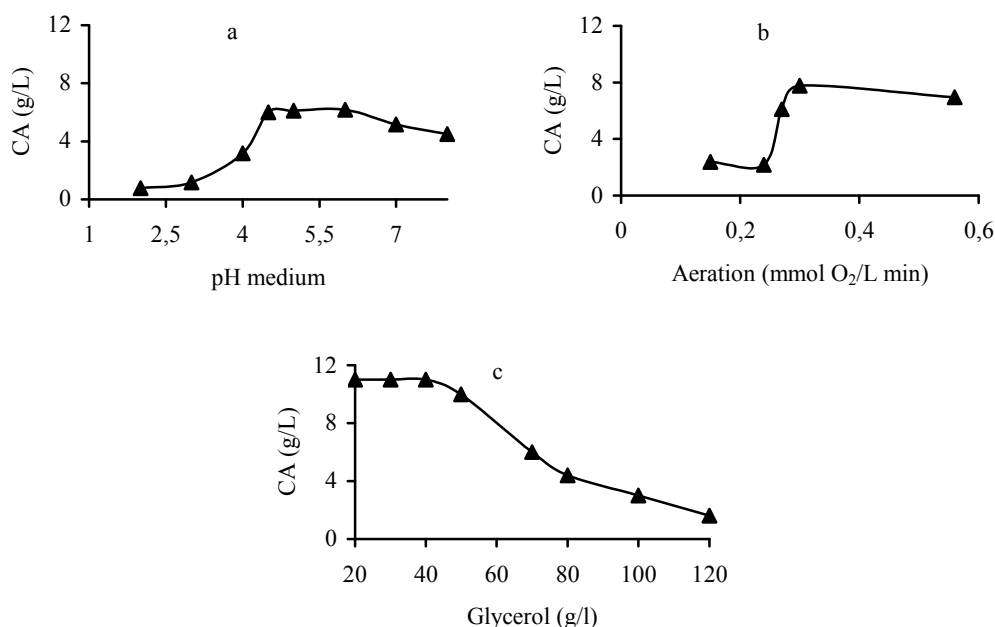 a
CA (g/L)
12
8
4
0
1 2,5 4 5,5 7
pH medium
b
CA (g/L)
12
8
4
0
0 0,2 0,4 0,6
Aeration (mmol O₂/L min)
c
CA (g/L)
12
8
4
0
20 40 60 80 100 120
Glycerol (g/l)